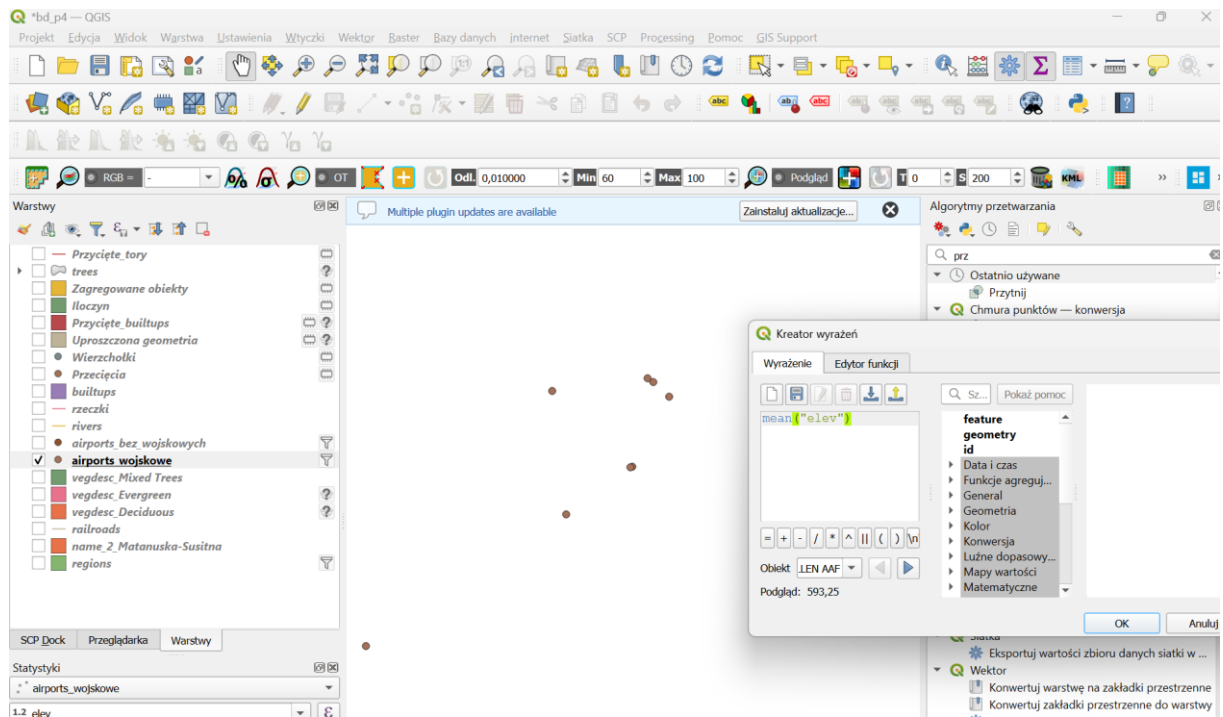 *bd_p4 — QGIS
Projekt Edycja Widok Warstwa Ustawienia Wtyczki Wektor Raster Bazy danych internet Siatka SCP Processing Pomoc GIS Support
abc abc abc
RGB = - OT Odl. 0,010000 Min 60 Max 100 Podgląd T 0 S 200 KML »
Warstwy
Multiple plugin updates are available Zainstaluj aktualizacje...
Algorytmy przetwarzania
Przycięte_tory
trees
Zagregowane obiekty
Iloczyn
Przycięte_builtups
Uproszczona geometria
Wierzchołki
Przecięcia
builtups
rzeczki
rivers
airports_bez_wojskowych
airports_wojskowe
vegdesc_Mixed Trees
vegdesc_Evergreen
vegdesc_Deciduous
railroads
name_2_Matanuska-Susitna
regions
SCP Dock Przeglądarka Warstwy
Statystyki
airports_wojskowe
1.2 elev ε
prz
Ostatnio używane
Przytnij
Chmura punktów — konwersja
Kreator wyrażeń
Wyrażenie Edytor funkcji
Sz... Pokaż pomoc
mean("elev")
feature
geometry
id
Data i czas
Funkcje agreguj...
General
Geometria
Kolor
Konwersja
Luźne dopasowy...
Mapy wartości
Matematyczne
= + - / * ^ || ( ) \n
Obiekt LEN AAF
Podgląd: 593,25
OK Anuluj
Siatka
Eksportuj wartości zbioru danych siatki w ...
Wektor
Konwertuj warstwę na zakładki przestrzenne
Konwertuj zakładki przestrzenne do warstwy